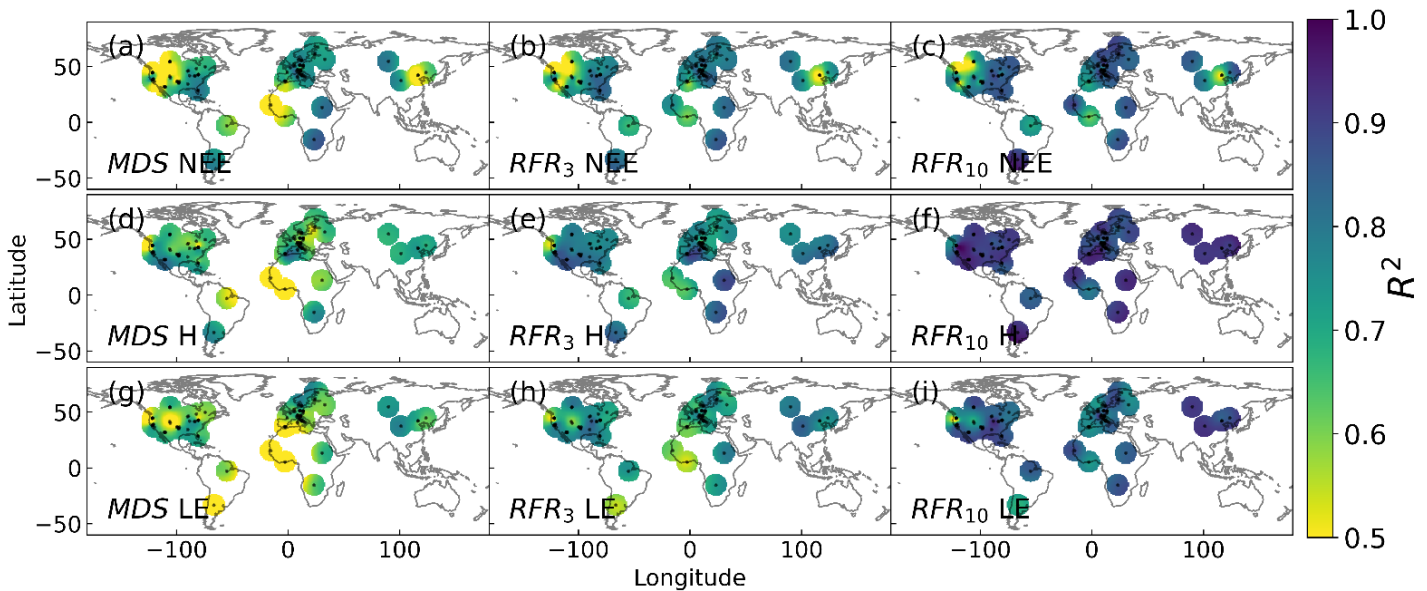 (a)
MDS NEE
(b)
RFR₃ NEE
(c)
RFR₁₀ NEE
50
0
−50
(d)
MDS H
(e)
RFR₃ H
(f)
RFR₁₀ H
50
0
−50
(g)
MDS LE
(h)
RFR₃ LE
(i)
RFR₁₀ LE
50
0
−50
−100 0 100
−100 0 100
−100 0 100
Latitude
Longitude
1.0
0.9
0.8
0.7
0.6
0.5
R²